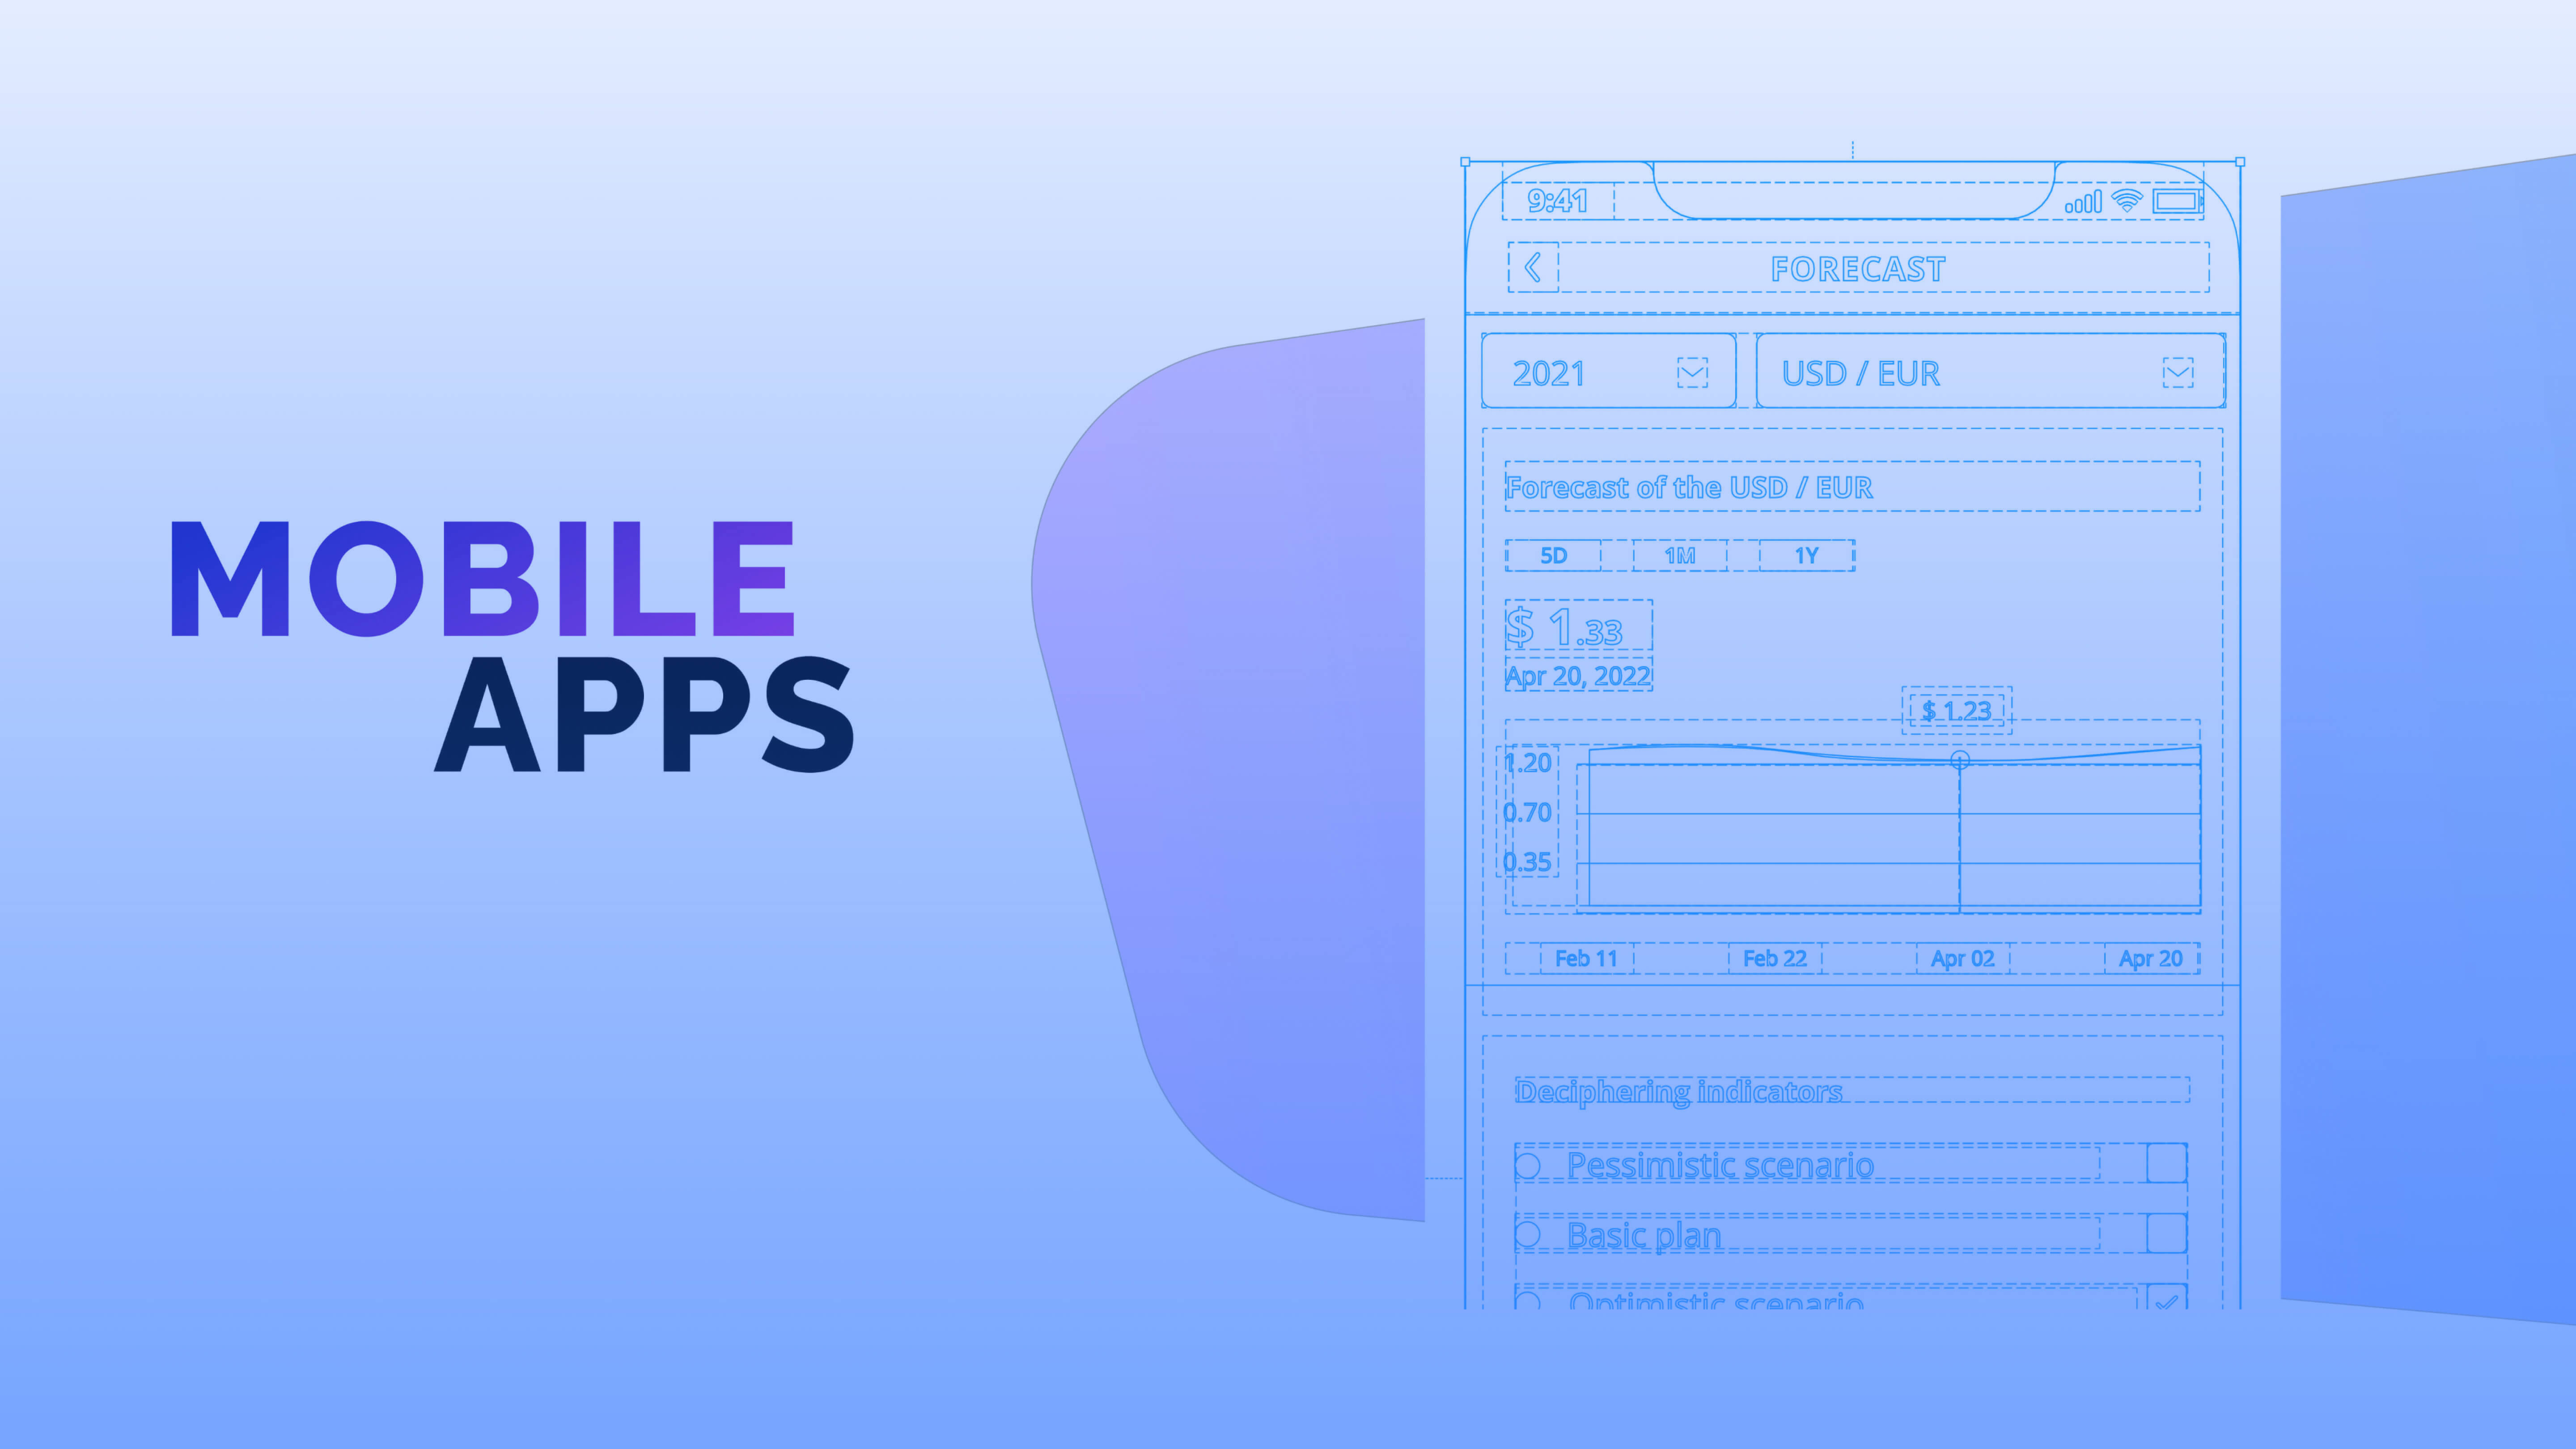 MOBILE
APPS
9:41
FORECAST
2021
USD / EUR
Forecast of the USD / EUR
5D 1M 1Y
$ 1.33
Apr 20, 2022
$ 1.23
1.20
0.70
0.35
Feb 11 Feb 22 Apr 02 Apr 20
Deciphering indicators
Pessimistic scenario
Basic plan
Optimistic scenario